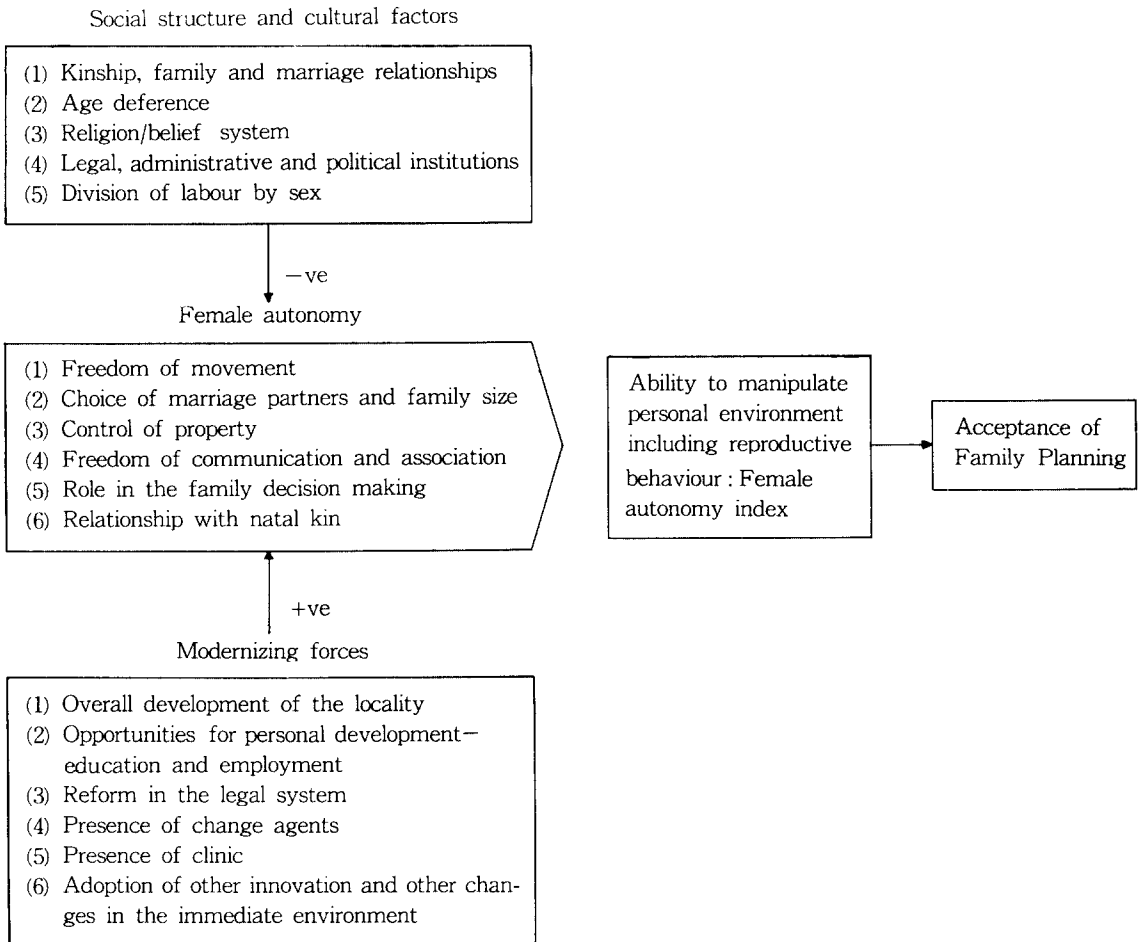 Social structure and cultural factors
(1) Kinship, family and marriage relationships
(2) Age deference
(3) Religion/belief system
(4) Legal, administrative and political institutions
(5) Division of labour by sex
−ve
Female autonomy
(1) Freedom of movement
(2) Choice of marriage partners and family size
(3) Control of property
(4) Freedom of communication and association
(5) Role in the family decision making
(6) Relationship with natal kin
Ability to manipulate
personal environment
including reproductive
behaviour : Female
autonomy index
Acceptance of
Family Planning
+ve
Modernizing forces
(1) Overall development of the locality
(2) Opportunities for personal development−
education and employment
(3) Reform in the legal system
(4) Presence of change agents
(5) Presence of clinic
(6) Adoption of other innovation and other chan-
ges in the immediate environment